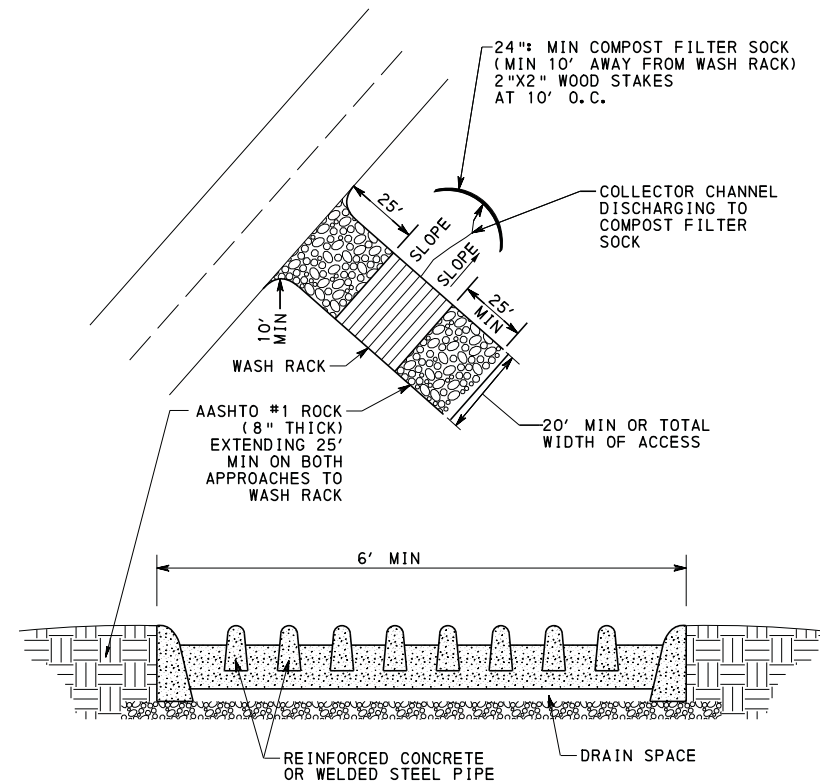 24": MIN COMPOST FILTER SOCK
(MIN 10' AWAY FROM WASH RACK)
2"X2" WOOD STAKES
AT 10' O.C.
COLLECTOR CHANNEL
DISCHARGING TO
COMPOST FILTER
SOCK
25'
SLOPE
SLOPE
25'
MIN
10'
MIN
WASH RACK
AASHTO #1 ROCK
(8" THICK)
EXTENDING 25'
MIN ON BOTH
APPROACHES TO
WASH RACK
20' MIN OR TOTAL
WIDTH OF ACCESS
6' MIN
REINFORCED CONCRETE
OR WELDED STEEL PIPE
DRAIN SPACE